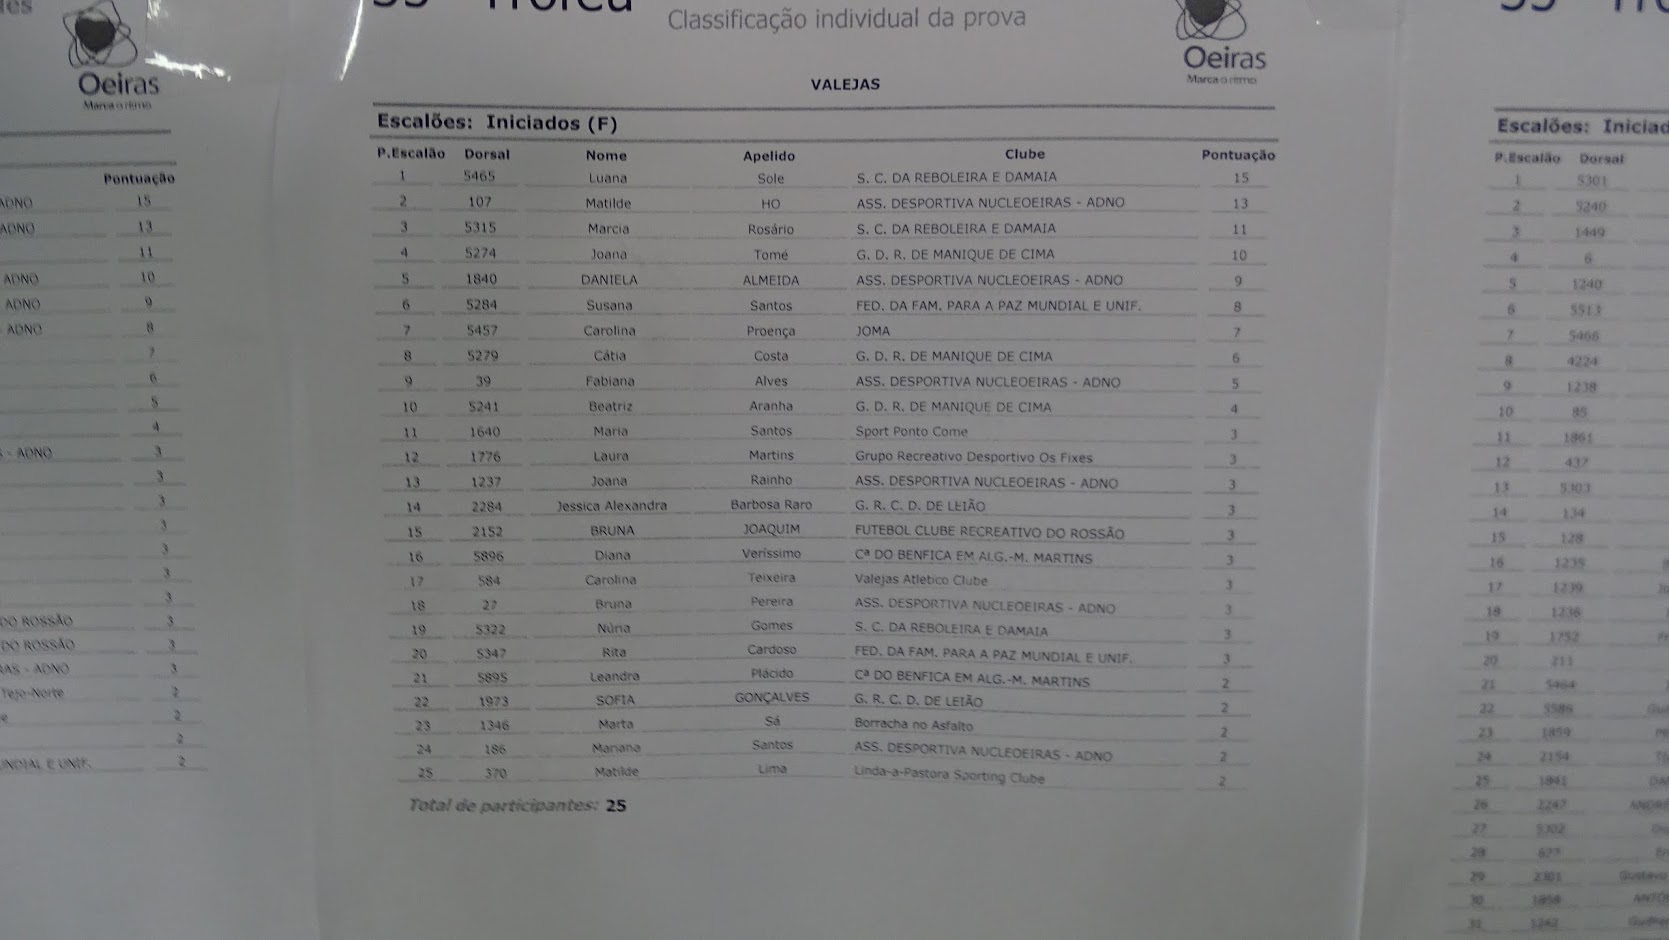 Oeiras
Marca o ritmo
Pontuação
ADNO 15
ADNO 13
11
ADNO 10
ADNO 9
- ADNO 8
7
6
5
4
- ADNO 3
3
3
3
3
3
3
DO ROSSÃO 3
DO ROSSÃO 3
RAS - ADNO 3
Tejo-Norte 2
2
2
UNDIAL E UNIF. 2
Classificação individual da prova
Oeiras
Marca o ritmo
VALEJAS
Escalões: Iniciados (F)
P.Escalão Dorsal Nome Apelido Clube Pontuação
1 5465 Luana Sole S. C. DA REBOLEIRA E DAMAIA 15
2 107 Matilde HO ASS. DESPORTIVA NUCLEOEIRAS - ADNO 13
3 5315 Marcia Rosário S. C. DA REBOLEIRA E DAMAIA 11
4 5274 Joana Tomé G. D. R. DE MANIQUE DE CIMA 10
5 1840 DANIELA ALMEIDA ASS. DESPORTIVA NUCLEOEIRAS - ADNO 9
6 5284 Susana Santos FED. DA FAM. PARA A PAZ MUNDIAL E UNIF. 8
7 5457 Carolina Proença JOMA 7
8 5279 Cátia Costa G. D. R. DE MANIQUE DE CIMA 6
9 39 Fabiana Alves ASS. DESPORTIVA NUCLEOEIRAS - ADNO 5
10 5241 Beatriz Aranha G. D. R. DE MANIQUE DE CIMA 4
11 1640 Maria Santos Sport Ponto Come 3
12 1776 Laura Martins Grupo Recreativo Desportivo Os Fixes 3
13 1237 Joana Rainho ASS. DESPORTIVA NUCLEOEIRAS - ADNO 3
14 2284 Jessica Alexandra Barbosa Raro G. R. C. D. DE LEIÃO 3
15 2152 BRUNA JOAQUIM FUTEBOL CLUBE RECREATIVO DO ROSSÃO 3
16 5896 Diana Veríssimo Cª DO BENFICA EM ALG.-M. MARTINS 3
17 584 Carolina Teixeira Valejas Atletico Clube 3
18 27 Bruna Pereira ASS. DESPORTIVA NUCLEOEIRAS - ADNO 3
19 5322 Núria Gomes S. C. DA REBOLEIRA E DAMAIA 3
20 5347 Rita Cardoso FED. DA FAM. PARA A PAZ MUNDIAL E UNIF. 3
21 5895 Leandra Plácido Cª DO BENFICA EM ALG.-M. MARTINS 2
22 1973 SOFIA GONÇALVES G. R. C. D. DE LEIÃO 2
23 1346 Marta Sá Borracha no Asfalto 2
24 186 Mariana Santos ASS. DESPORTIVA NUCLEOEIRAS - ADNO 2
25 370 Matilde Lima Linda-a-Pastora Sporting Clube 2
Total de participantes: 25
Escalões: Iniciad
P.Escalão Dorsal
1 5301
2 5240
3 1449
4 6
5 1240
6 5513
7 5466
8 4224
9 1238
10 85
11 1861
12 437
13 5303
14 134
15 128
16 1235
17 1239
18 1236
19 1752
20 211
21 5464
22 5586
23 1859
24 2154
25 1841
26 2247
27 5302
28 627
29 2301
30 1858
31 1242